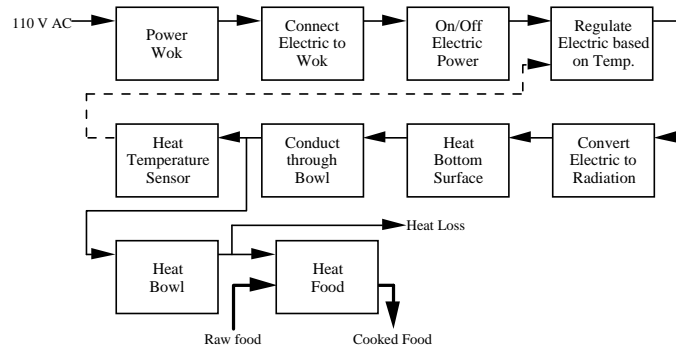 110 V AC
Power
Wok
Connect
Electric to
Wok
On/Off
Electric
Power
Regulate
Electric based
on Temp.
Heat
Temperature
Sensor
Conduct
through
Bowl
Heat
Bottom
Surface
Convert
Electric to
Radiation
Heat Loss
Heat
Bowl
Heat
Food
Raw food
Cooked Food